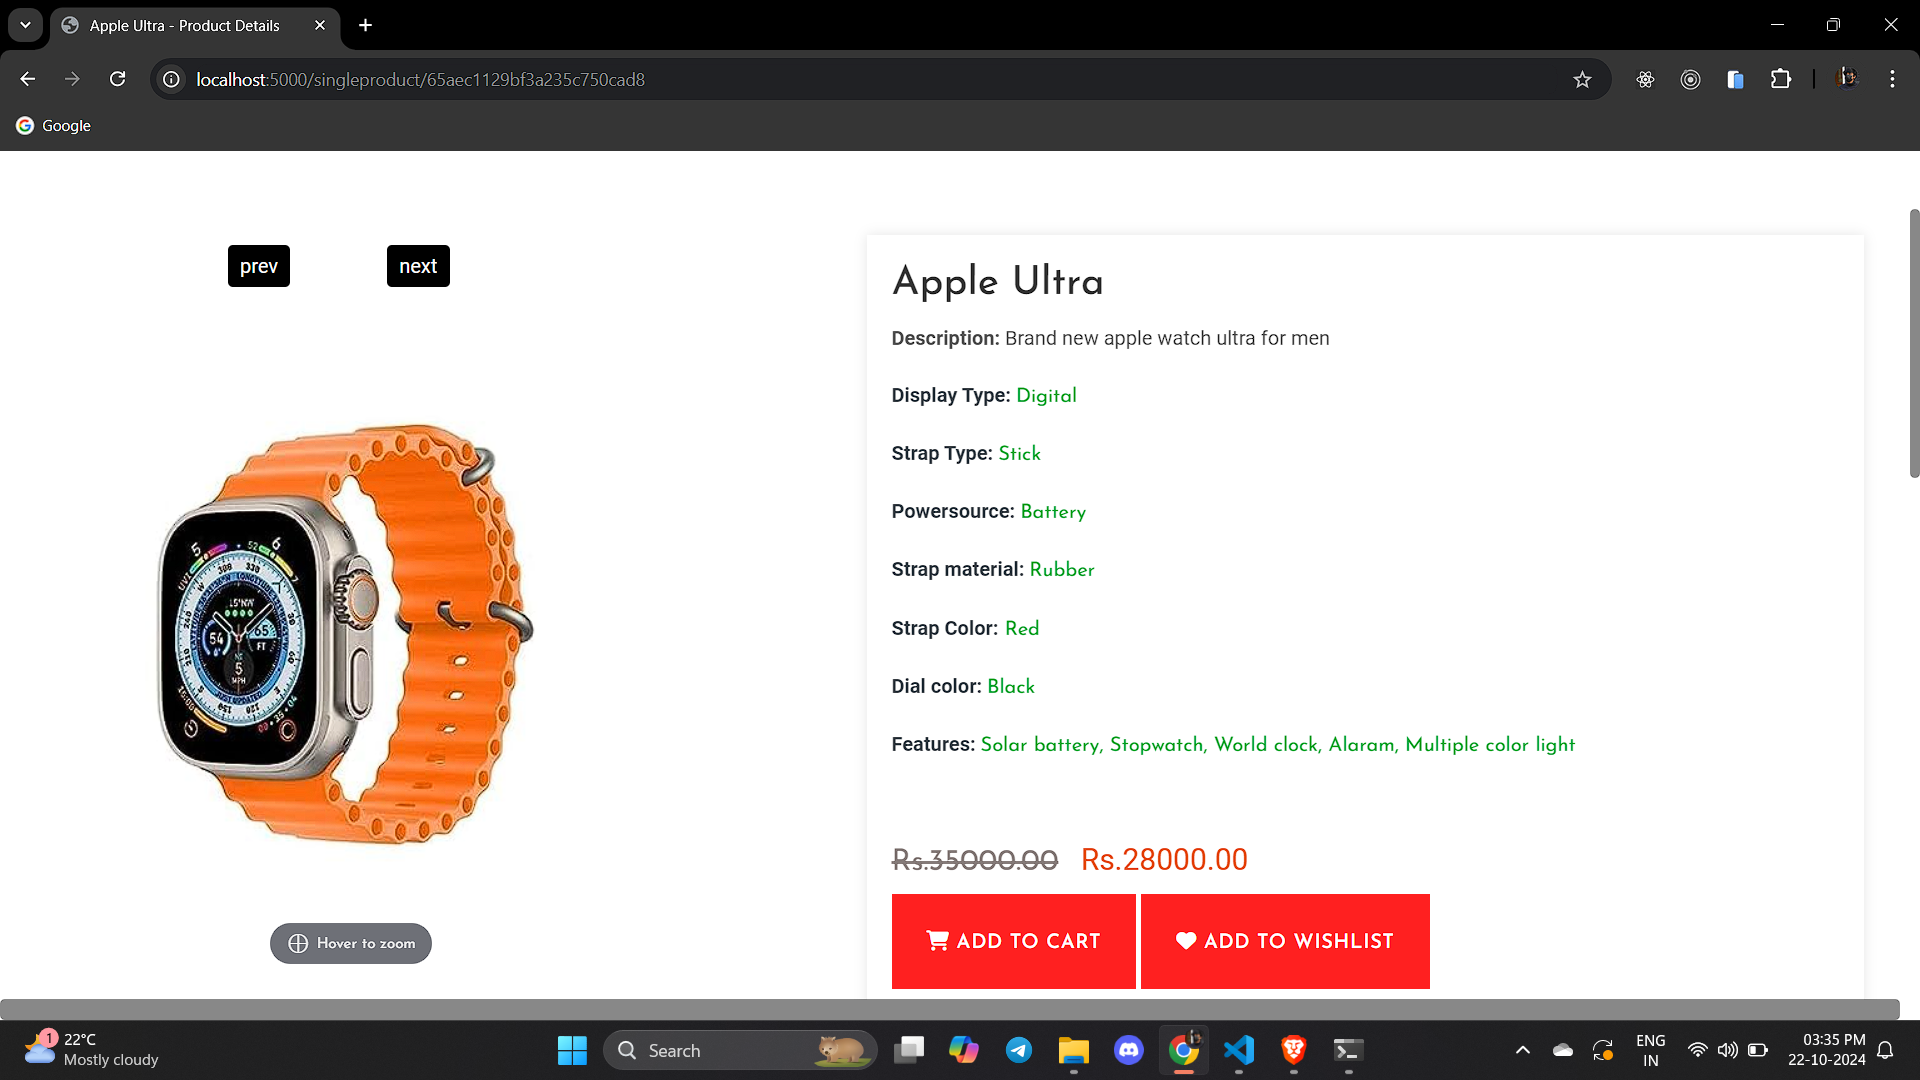 Apple Ultra - Product Details
localhost:5000/singleproduct/65aec1129bf3a235c750cad8
Google
prev
next
Apple Ultra
Description: Brand new apple watch ultra for men
Display Type: Digital
Strap Type: Stick
Powersource: Battery
Strap material: Rubber
Strap Color: Red
Dial color: Black
Features: Solar battery, Stopwatch, World clock, Alaram, Multiple color light
Rs.35000.00 Rs.28000.00
ADD TO CART
ADD TO WISHLIST
Hover to zoom
1
22°C
Mostly cloudy
Search
ENG
IN
03:35 PM
22-10-2024